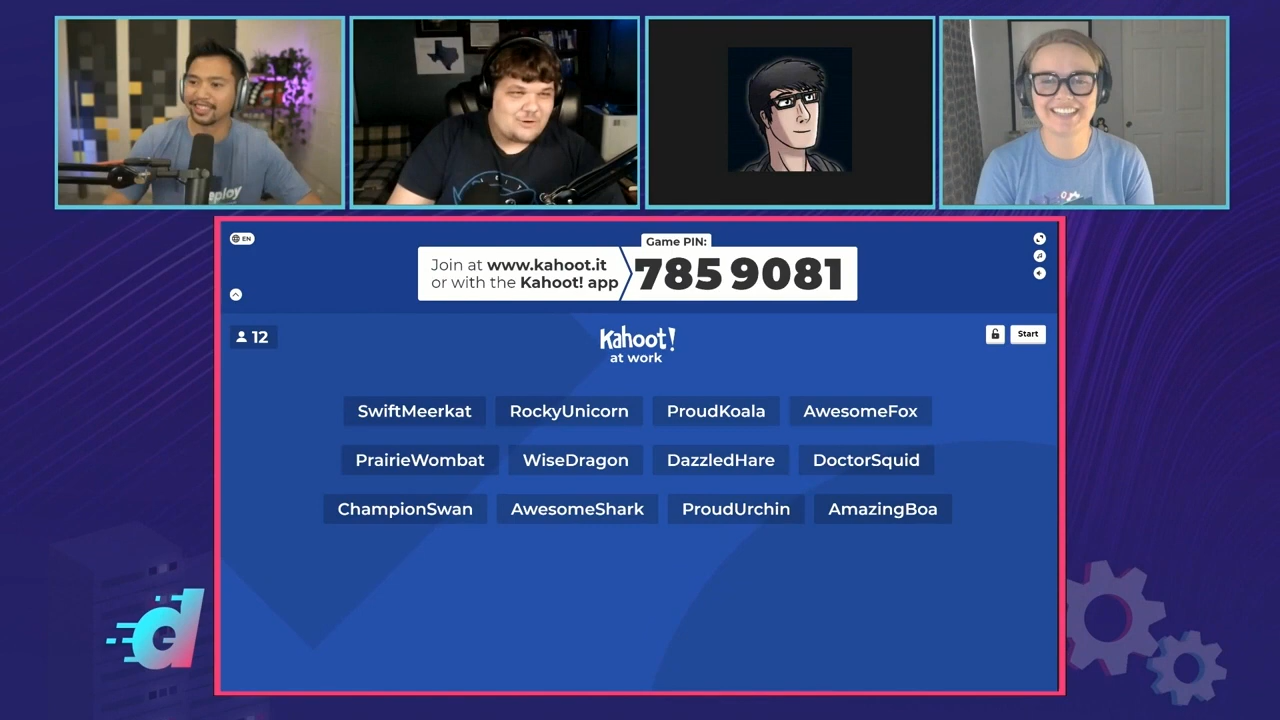 eploy
EN
Game PIN:
Join at www.kahoot.it
or with the Kahoot! app
785 9081
12
Kahoot!
at work
Start
SwiftMeerkat RockyUnicorn ProudKoala AwesomeFox
PrairieWombat WiseDragon DazzledHare DoctorSquid
ChampionSwan AwesomeShark ProudUrchin AmazingBoa
d